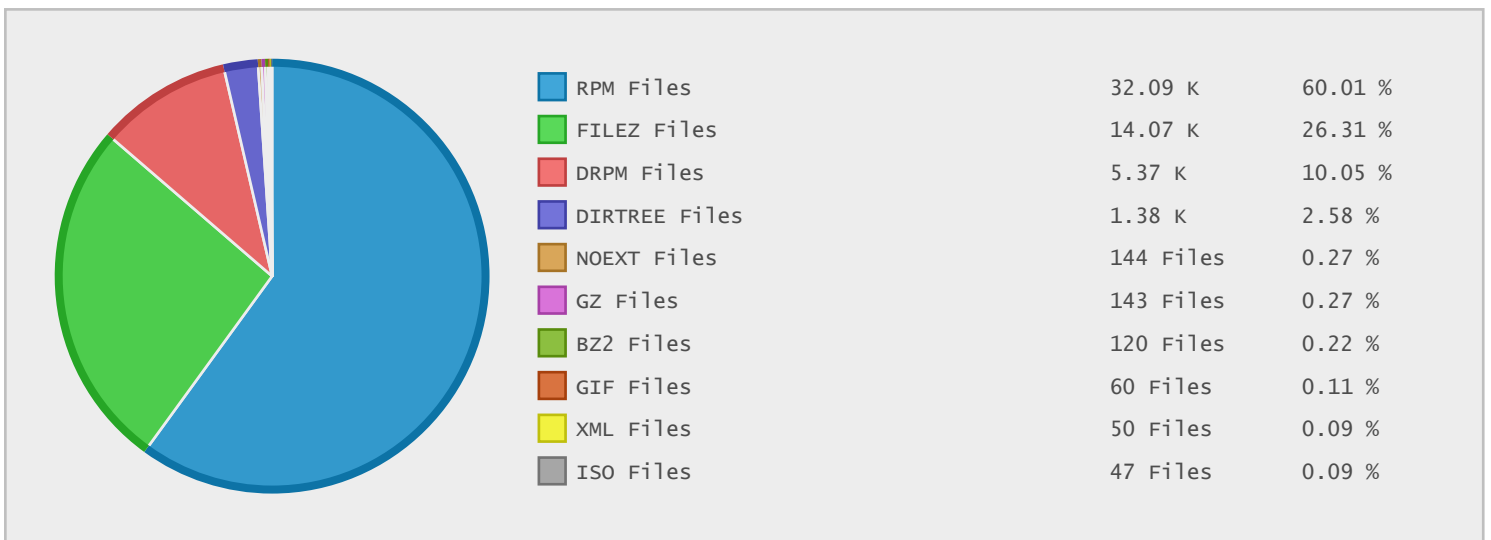 RPM Files 32.09 K 60.01 %
FILEZ Files 14.07 K 26.31 %
DRPM Files 5.37 K 10.05 %
DIRTREE Files 1.38 K 2.58 %
NOEXT Files 144 Files 0.27 %
GZ Files 143 Files 0.27 %
BZ2 Files 120 Files 0.22 %
GIF Files 60 Files 0.11 %
XML Files 50 Files 0.09 %
ISO Files 47 Files 0.09 %